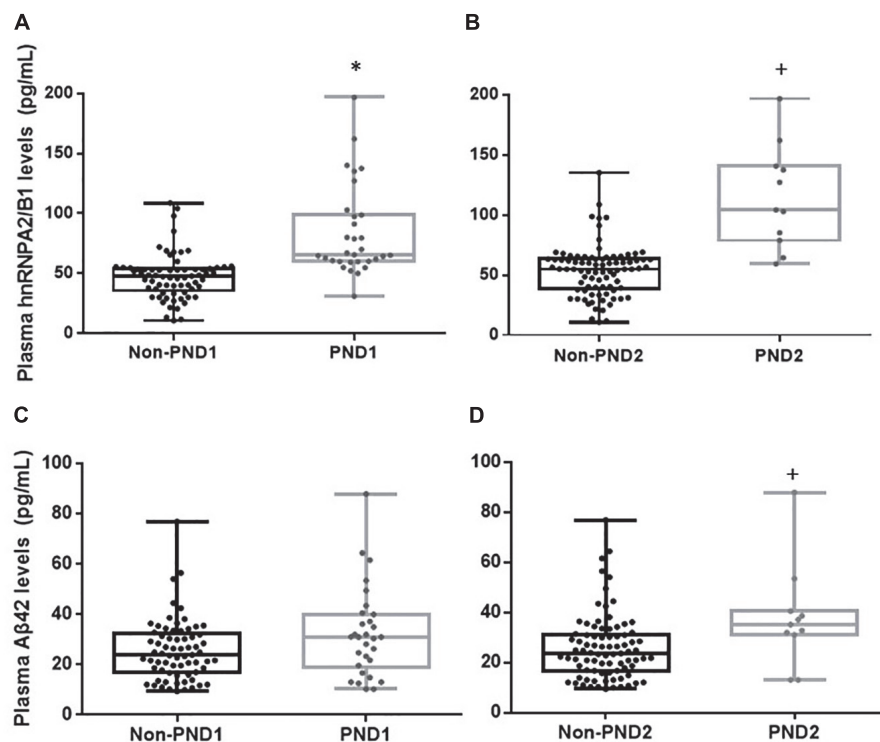 A
B
Plasma hnRNPA2/B1 levels (pg/mL)
200
150
100
50
0
*
Non-PND1
PND1
200
150
100
50
0
+
Non-PND2
PND2
C
D
Plasma Aβ42 levels (pg/mL)
100
80
60
40
20
0
Non-PND1
PND1
100
80
60
40
20
0
+
Non-PND2
PND2